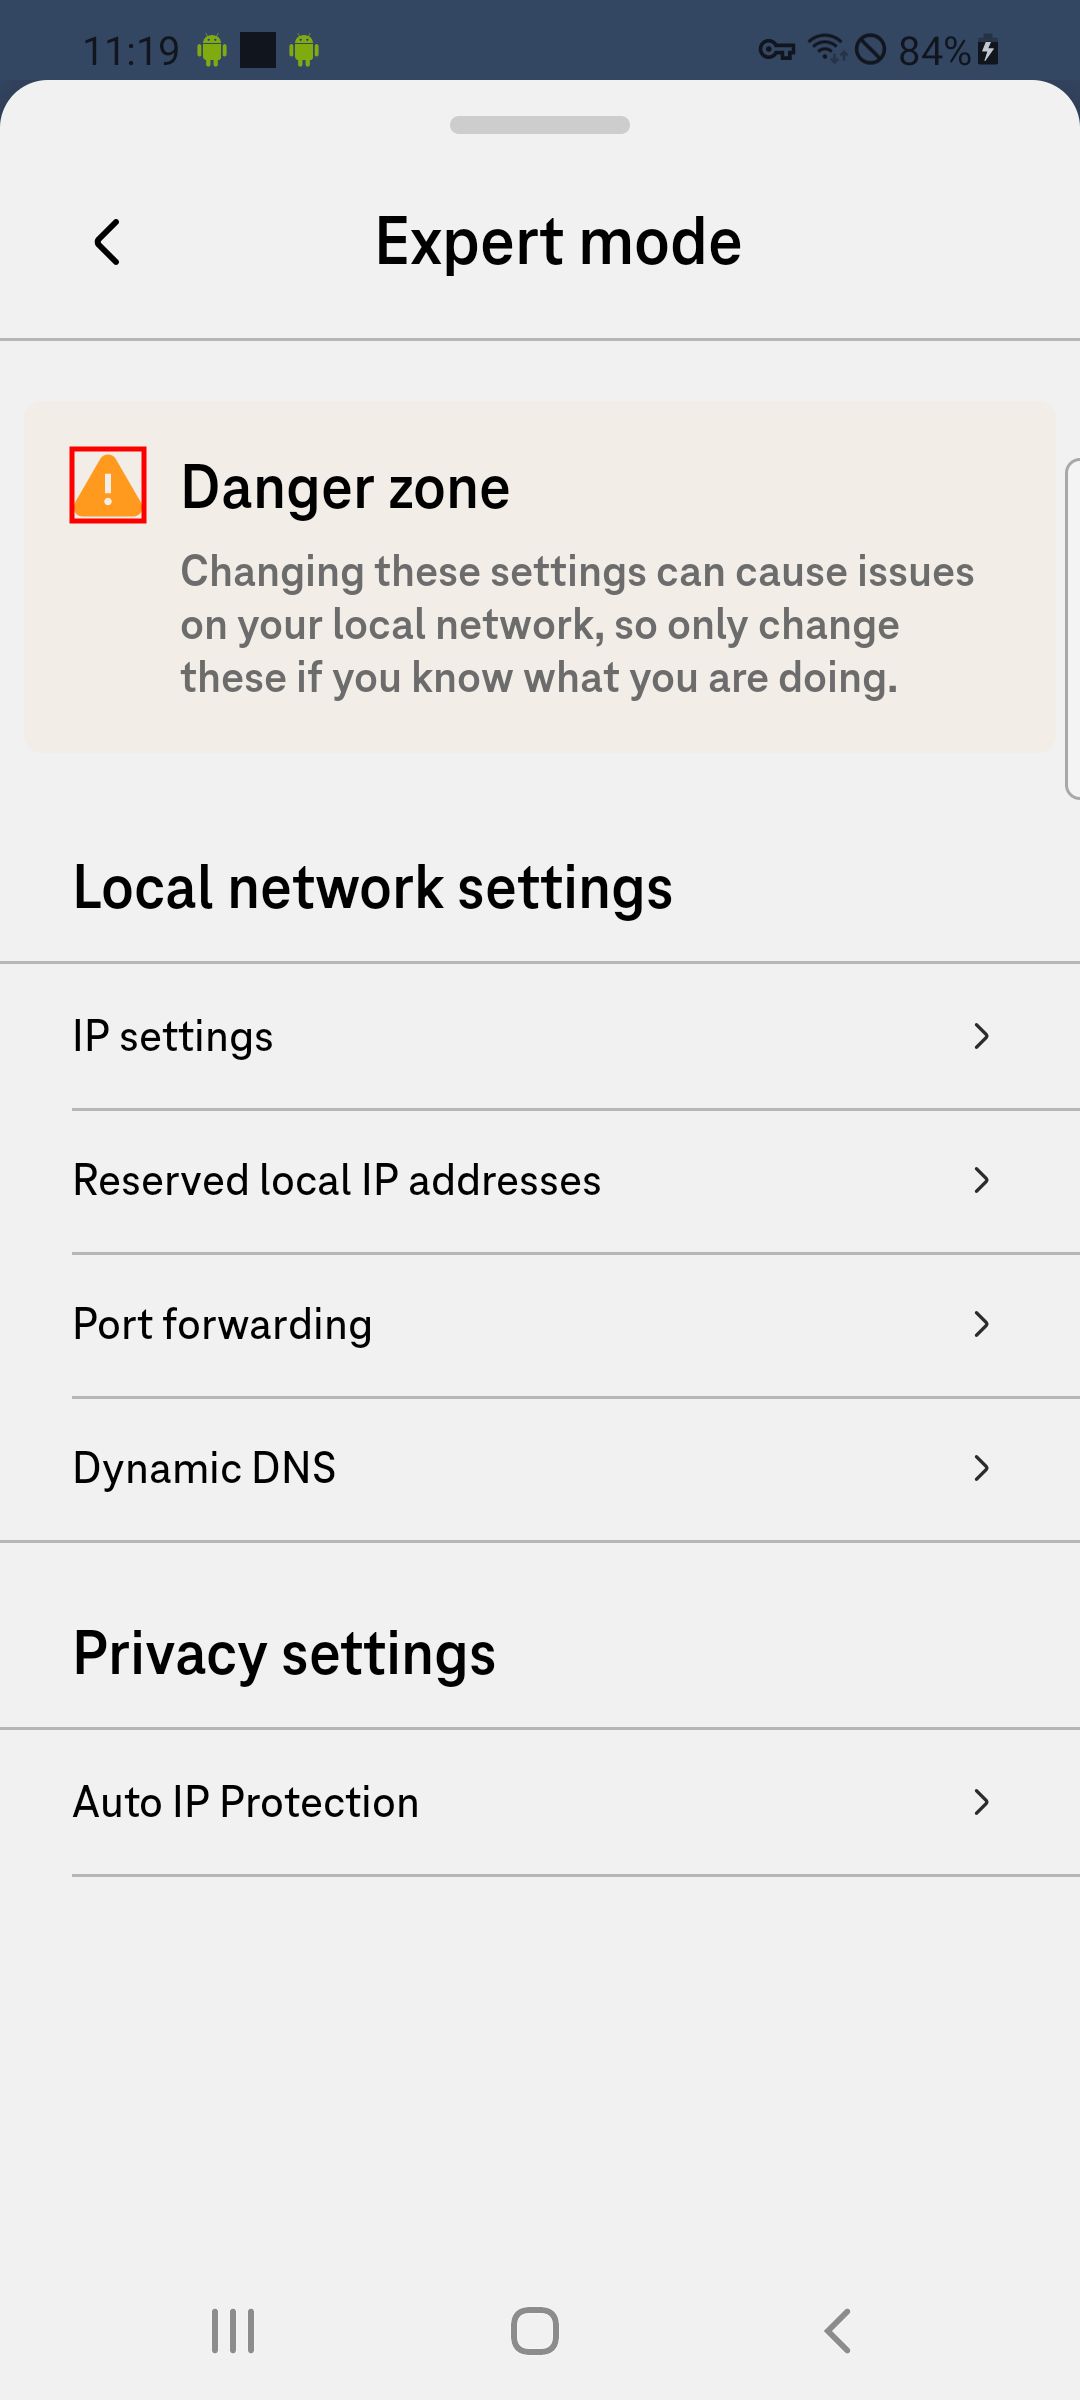 11:19
84%
Expert mode
Danger zone
Changing these settings can cause issues
on your local network, so only change
these if you know what you are doing.
Local network settings
IP settings
Reserved local IP addresses
Port forwarding
Dynamic DNS
Privacy settings
Auto IP Protection